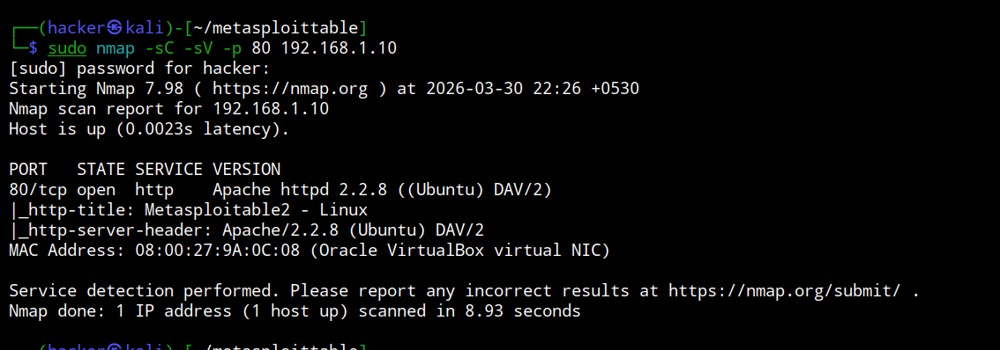 ┌──(hacker㉿kali)-[~/metasploittable]
└─$ sudo nmap -sC -sV -p 80 192.168.1.10
[sudo] password for hacker:
Starting Nmap 7.98 ( https://nmap.org ) at 2026-03-30 22:26 +0530
Nmap scan report for 192.168.1.10
Host is up (0.0023s latency).
PORT   STATE SERVICE VERSION
80/tcp open  http    Apache httpd 2.2.8 ((Ubuntu) DAV/2)
|_http-title: Metasploitable2 - Linux
|_http-server-header: Apache/2.2.8 (Ubuntu) DAV/2
MAC Address: 08:00:27:9A:0C:08 (Oracle VirtualBox virtual NIC)
Service detection performed. Please report any incorrect results at https://nmap.org/submit/ .
Nmap done: 1 IP address (1 host up) scanned in 8.93 seconds
┌──(hacker㉿kali)-[~/metasploittable]